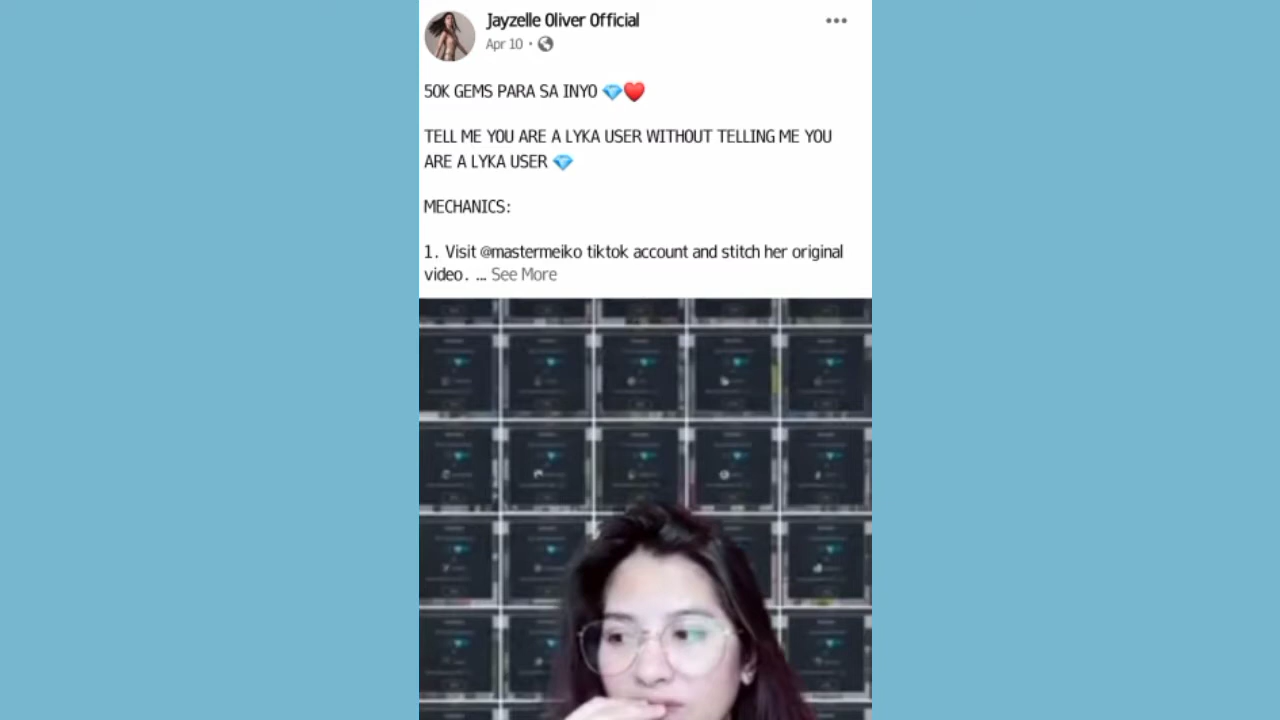 Jayzelle Oliver Official
Apr 10 ·
50K GEMS PARA SA INYO 💎❤️
TELL ME YOU ARE A LYKA USER WITHOUT TELLING ME YOU
ARE A LYKA USER 💎
MECHANICS:
1. Visit @mastermeiko tiktok account and stitch her original
video. ... See More